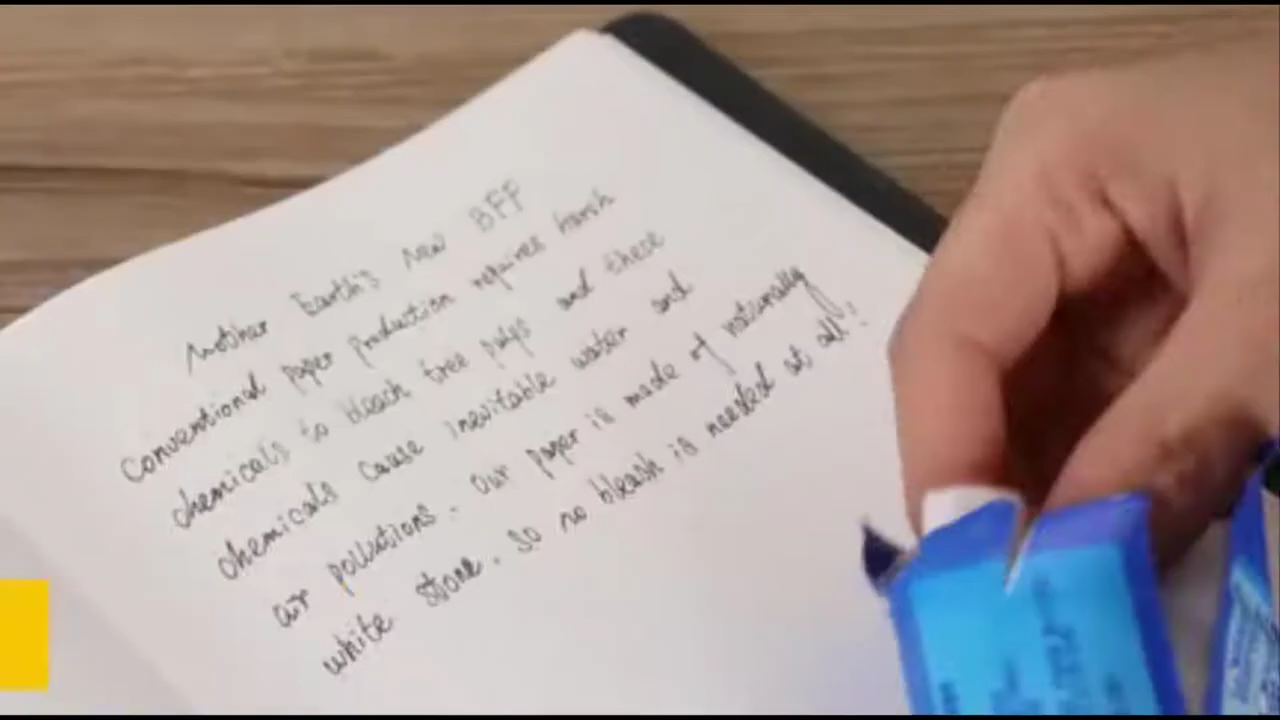 Mother Earth's New BFF
Conventional paper production requires harsh
chemicals to bleach tree pulps and these
chemicals cause inevitable water and
air pollutions. Our paper is made of naturally
white stone. So no bleash is needed at all!